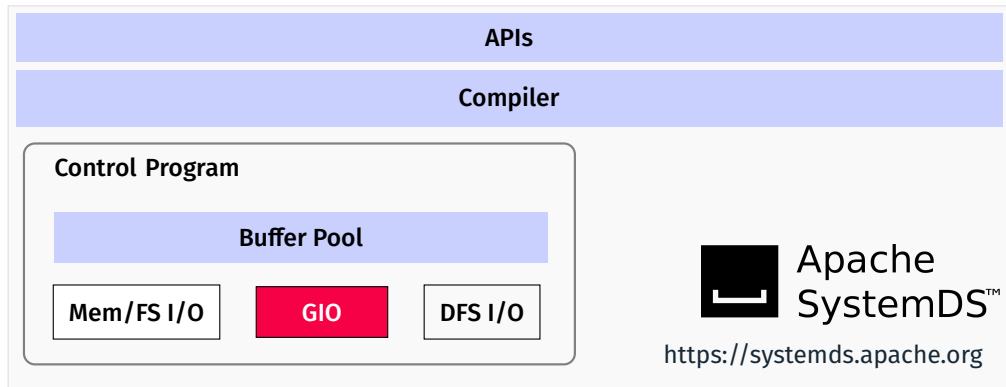 APIs
Compiler
Control Program
Buffer Pool
Mem/FS I/O
GIO
DFS I/O
Apache
SystemDS™
https://systemds.apache.org